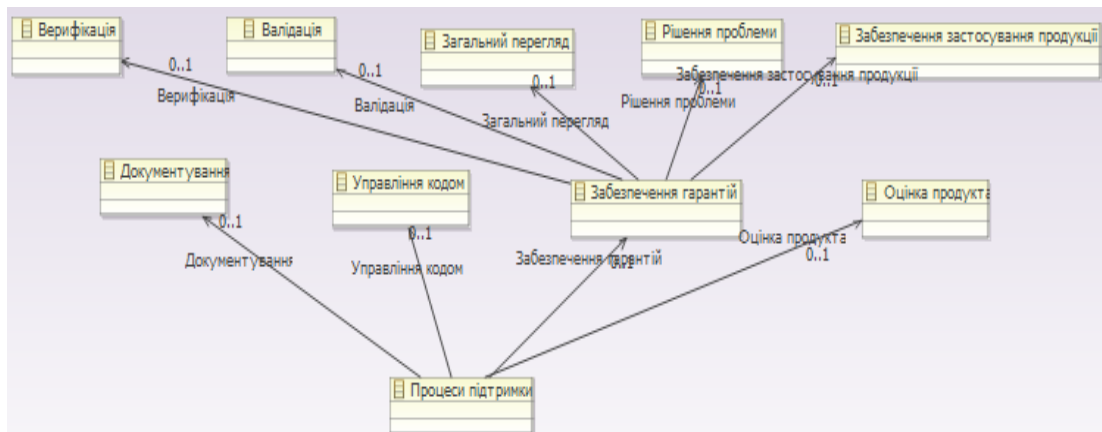 Верифікація
Валідація
Загальний перегляд
Рішення проблеми
Забезпечення застосування продукції
0..1
Верифікація
0..1
Валідація
0..1
Загальний перегляд
0..1
Рішення проблеми
Забезпечення застосування продукції
0..1
Документування
Управління кодом
Забезпечення гарантій
Оцінка продукта
0..1
Документування
0..1
Управління кодом
Забезпечення гарантій
0..1
Оцінка продукта
0..1
Процеси підтримки